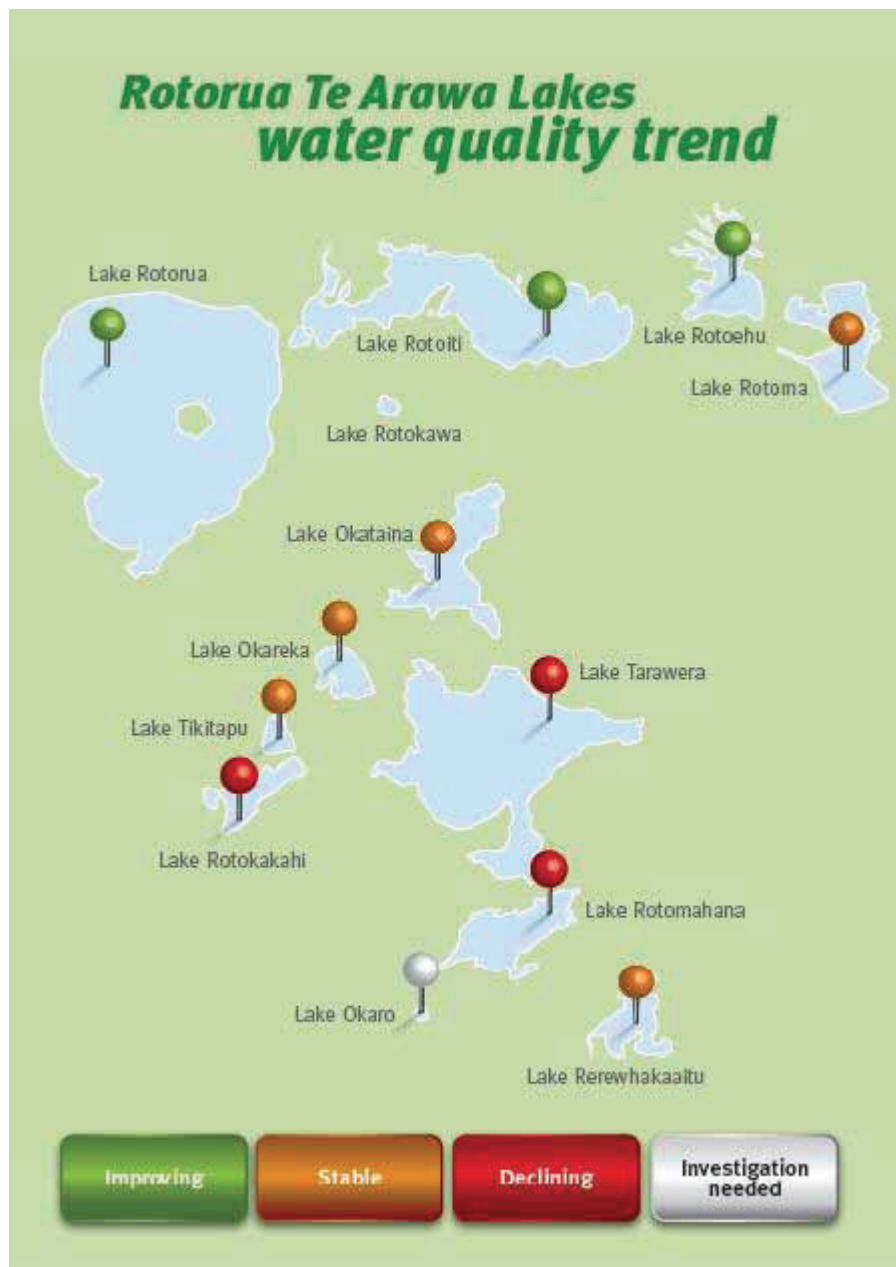 Rotorua Te Arawa Lakes
water quality trend
Lake Rotorua
Lake Rotoiti
Lake Rotoehu
Lake Rotoma
Lake Rotokawa
Lake Okataina
Lake Okareka
Lake Tarawera
Lake Tikitapu
Lake Rotokakahi
Lake Rotomahana
Lake Okaro
Lake Rerewhakaaitu
Improving
Stable
Declining
Investigation
needed